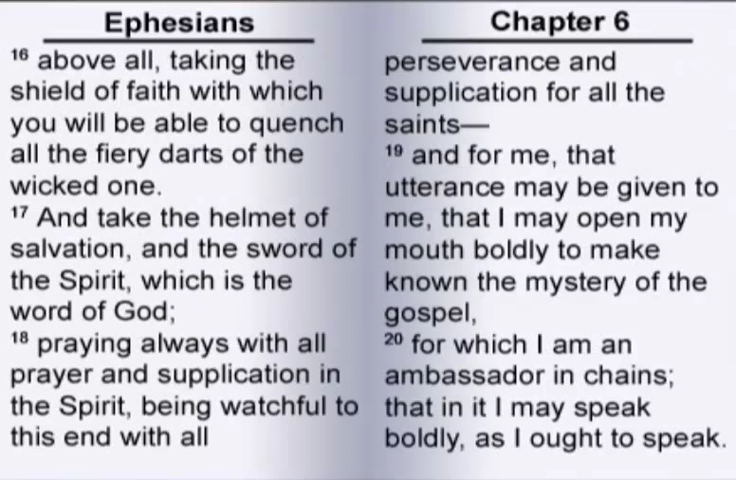 Ephesians
16 above all, taking the
shield of faith with which
you will be able to quench
all the fiery darts of the
wicked one.
17 And take the helmet of
salvation, and the sword of
the Spirit, which is the
word of God;
18 praying always with all
prayer and supplication in
the Spirit, being watchful to
this end with all
Chapter 6
perseverance and
supplication for all the
saints—
19 and for me, that
utterance may be given to
me, that I may open my
mouth boldly to make
known the mystery of the
gospel,
20 for which I am an
ambassador in chains;
that in it I may speak
boldly, as I ought to speak.